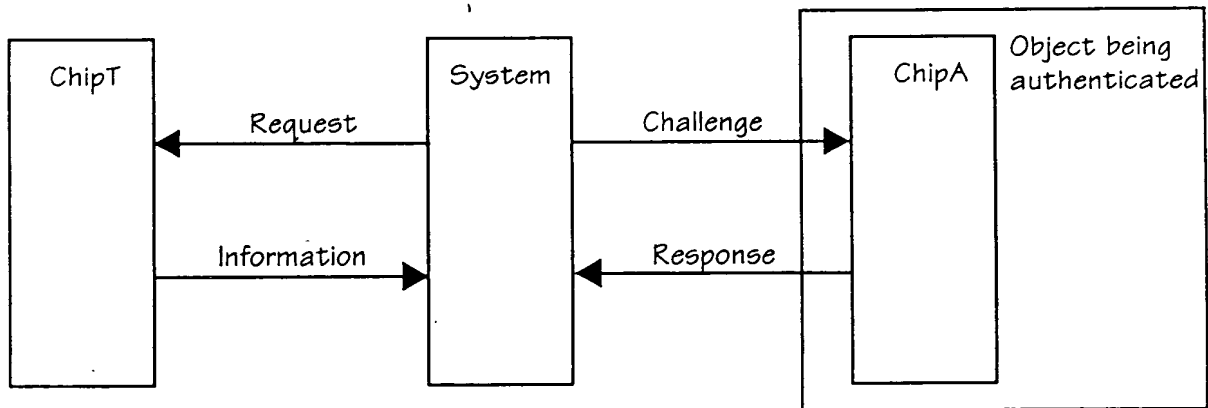 ChipT
System
ChipA
Object being
authenticated
Request
Challenge
Information
Response